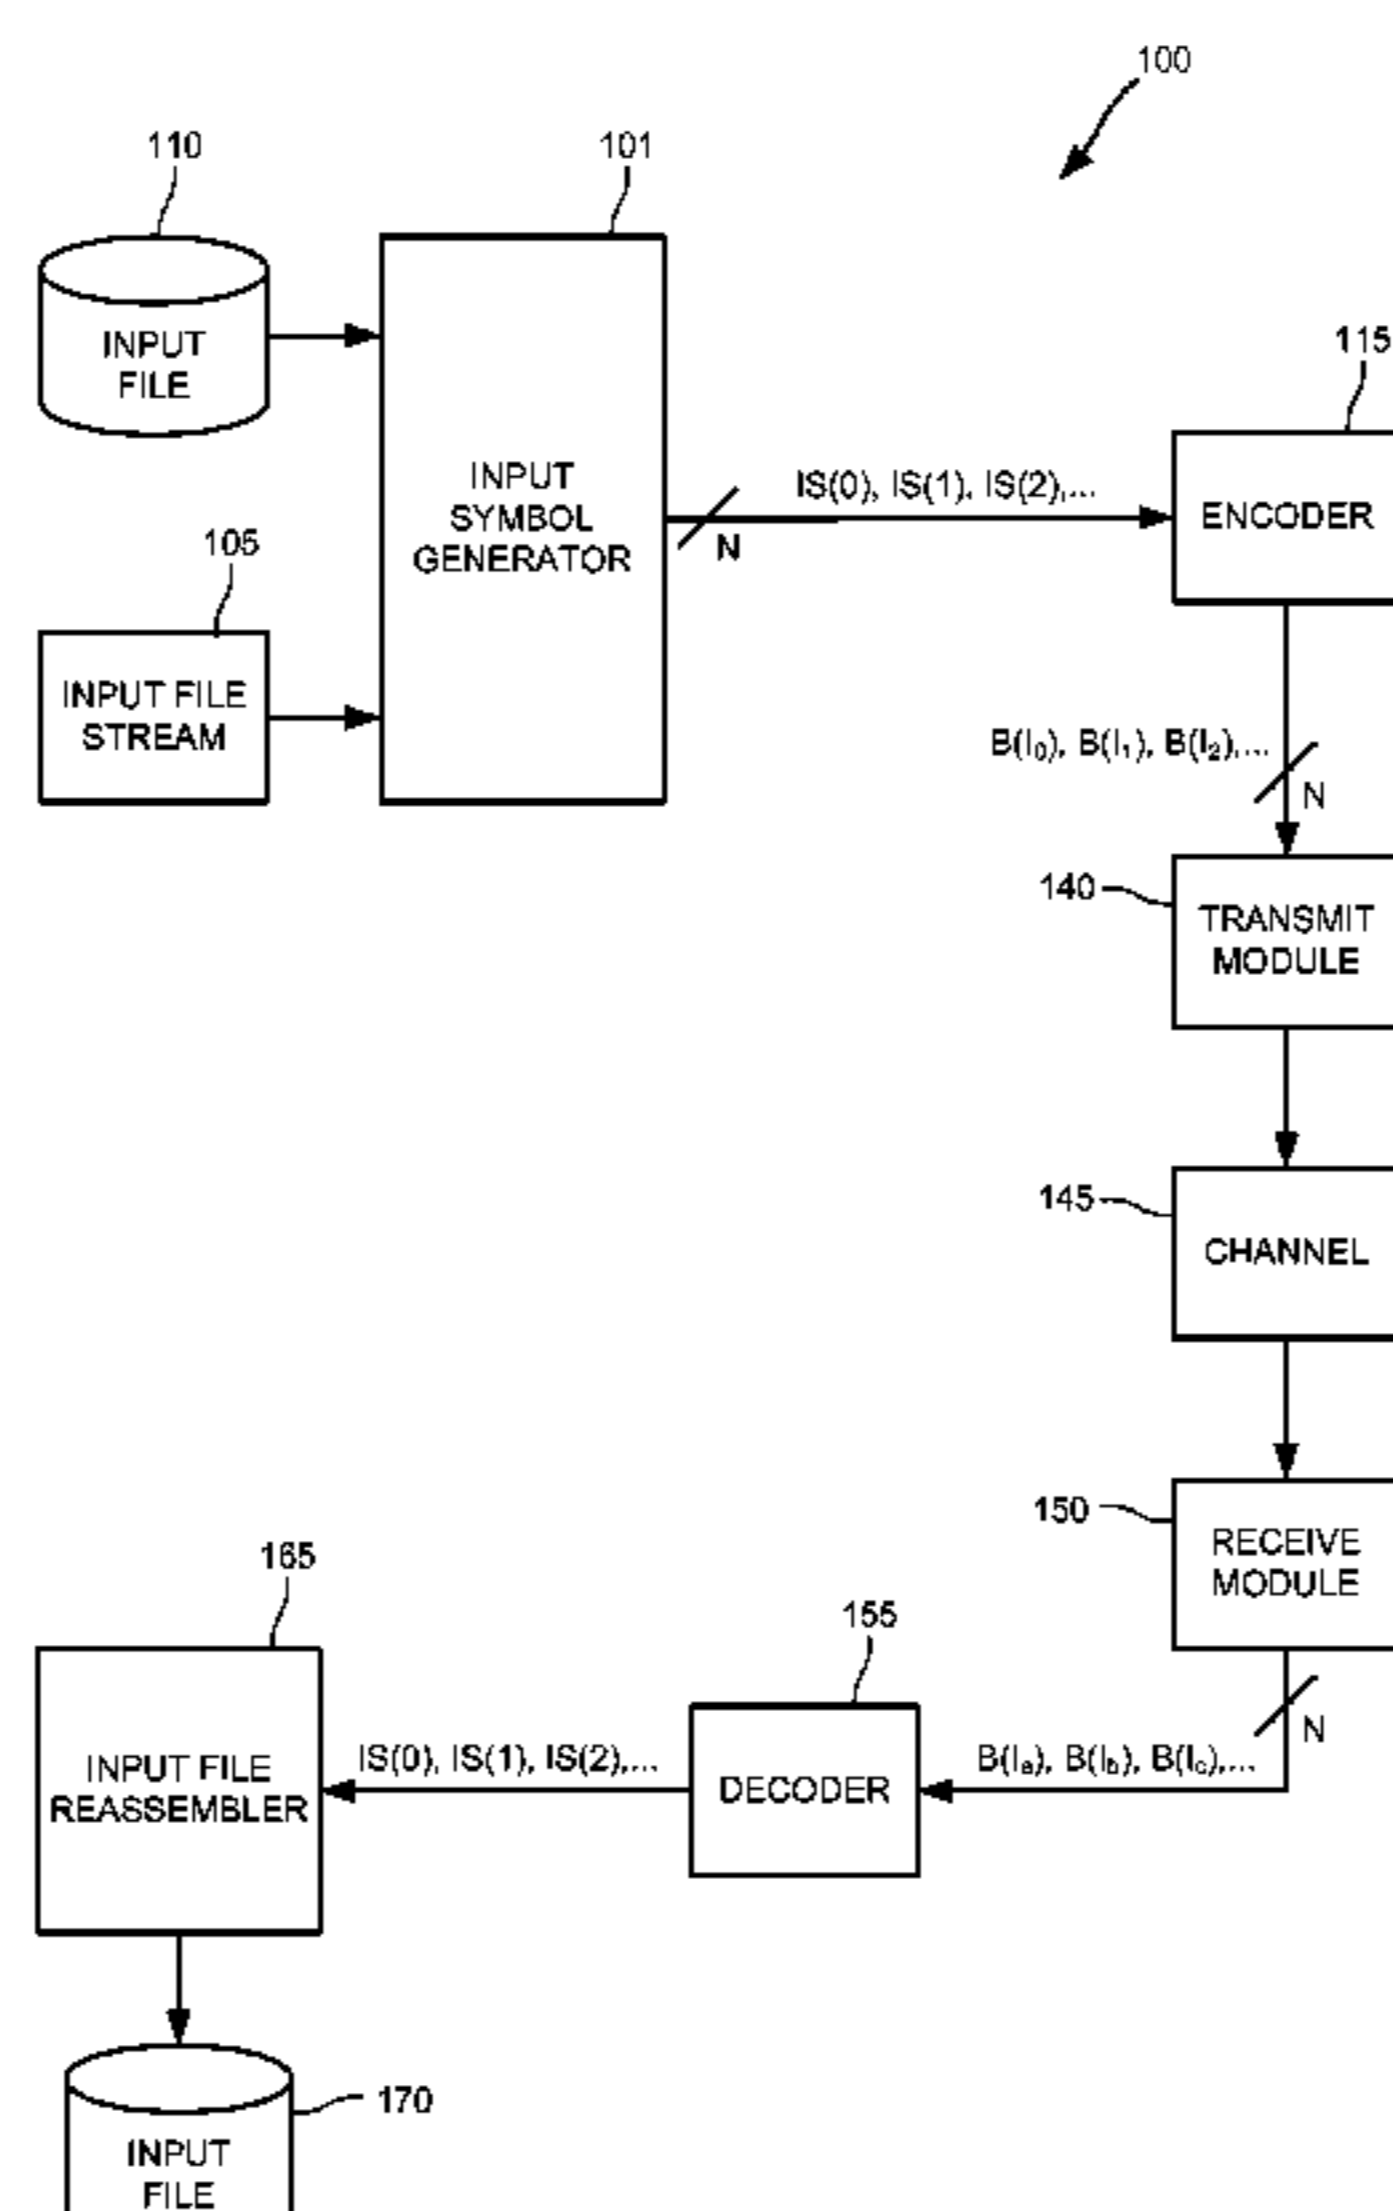 100
110
101
INPUT
FILE
115
INPUT
SYMBOL
GENERATOR
IS(0), IS(1), IS(2),...
N
ENCODER
105
INPUT FILE
STREAM
B(I₀), B(I₁), B(I₂),...
N
140
TRANSMIT
MODULE
145
CHANNEL
150
RECEIVE
MODULE
165
155
N
INPUT FILE
REASSEMBLER
IS(0), IS(1), IS(2),...
DECODER
B(Iₐ), B(I_b), B(I_c),...
170
INPUT
FILE